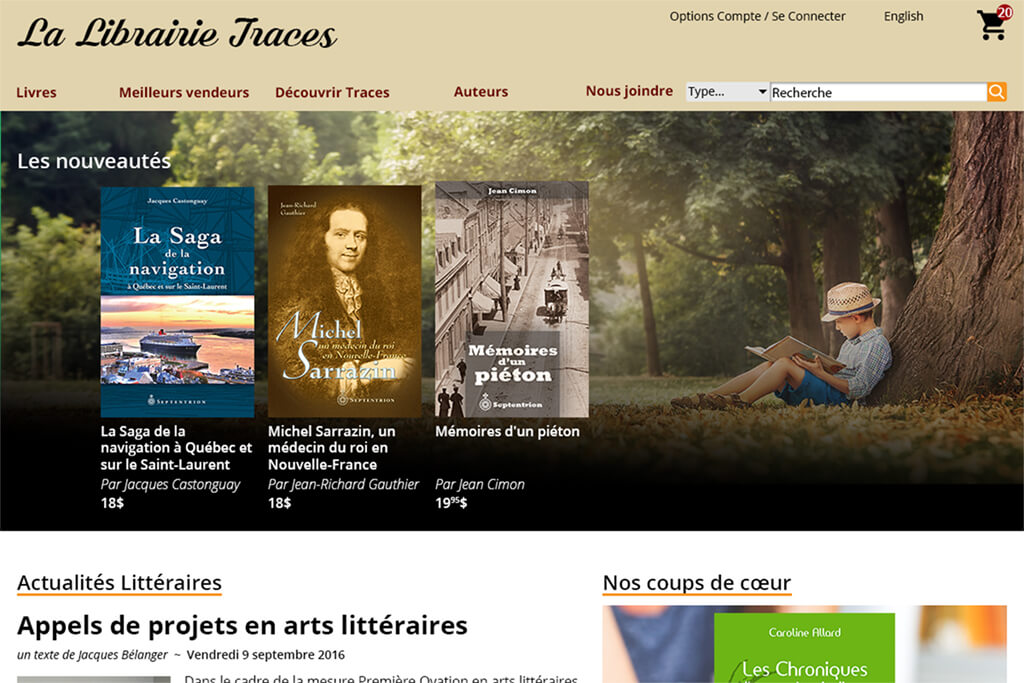 La Librairie Traces
Options Compte / Se Connecter
English
20
Livres
Meilleurs vendeurs
Découvrir Traces
Auteurs
Nous joindre
Type...
Recherche
Les nouveautés
Jacques Castonguay
La Saga
de la
navigation
à Québec et sur le Saint-Laurent
Septentrion
Jean-Richard
Gauthier
Michel
un médecin du roi
en Nouvelle-France
Sarrazin
Septentrion
Jean Cimon
Mémoires
d'un
piéton
Septentrion
La Saga de la
navigation à Québec et
sur le Saint-Laurent
Par Jacques Castonguay
18$
Michel Sarrazin, un
médecin du roi en
Nouvelle-France
Par Jean-Richard Gauthier
18$
Mémoires d'un piéton
Par Jean Cimon
19⁹⁵$
Actualités Littéraires
Appels de projets en arts littéraires
un texte de Jacques Bélanger ~ Vendredi 9 septembre 2016
Dans le cadre de la mesure Première Ovation en arts littéraires
Nos coups de cœur
Caroline Allard
Les Chroniques